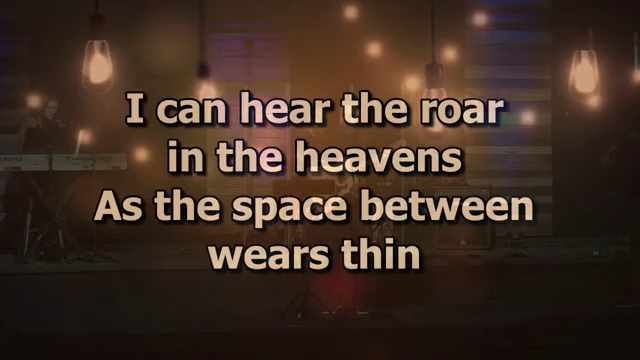 I can hear the roar
in the heavens
As the space between
wears thin